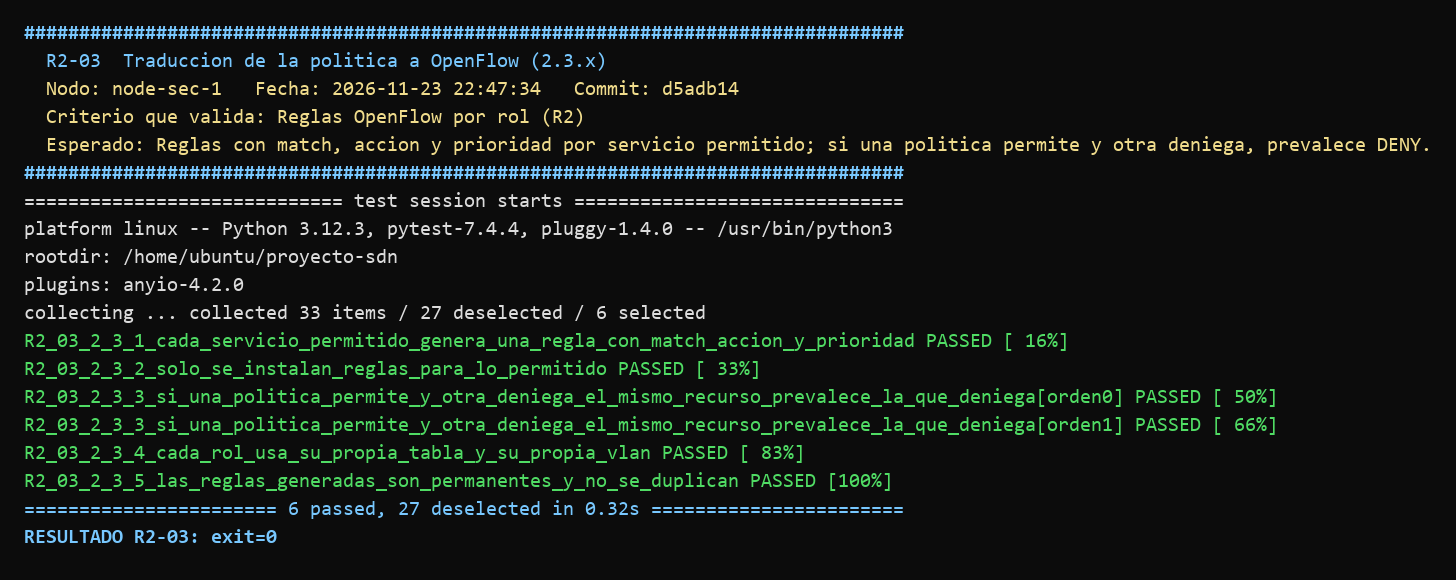 ################################################################################
  R2-03  Traduccion de la politica a OpenFlow (2.3.x)
  Nodo: node-sec-1   Fecha: 2026-11-23 22:47:34   Commit: d5adb14
  Criterio que valida: Reglas OpenFlow por rol (R2)
  Esperado: Reglas con match, accion y prioridad por servicio permitido; si una politica permite y otra deniega, prevalece DENY.
################################################################################
============================= test session starts ==============================
platform linux -- Python 3.12.3, pytest-7.4.4, pluggy-1.4.0 -- /usr/bin/python3
rootdir: /home/ubuntu/proyecto-sdn
plugins: anyio-4.2.0
collecting ... collected 33 items / 27 deselected / 6 selected
R2_03_2_3_1_cada_servicio_permitido_genera_una_regla_con_match_accion_y_prioridad PASSED [ 16%]
R2_03_2_3_2_solo_se_instalan_reglas_para_lo_permitido PASSED [ 33%]
R2_03_2_3_3_si_una_politica_permite_y_otra_deniega_el_mismo_recurso_prevalece_la_que_deniega[orden0] PASSED [ 50%]
R2_03_2_3_3_si_una_politica_permite_y_otra_deniega_el_mismo_recurso_prevalece_la_que_deniega[orden1] PASSED [ 66%]
R2_03_2_3_4_cada_rol_usa_su_propia_tabla_y_su_propia_vlan PASSED [ 83%]
R2_03_2_3_5_las_reglas_generadas_son_permanentes_y_no_se_duplican PASSED [100%]
======================= 6 passed, 27 deselected in 0.32s =======================
RESULTADO R2-03: exit=0